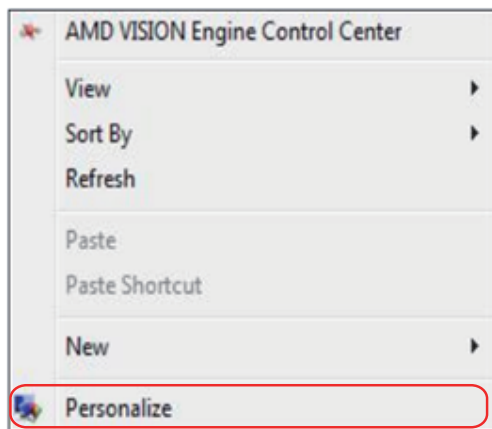 AMD VISION Engine Control Center
View
Sort By
Refresh
Paste
Paste Shortcut
New
Personalize